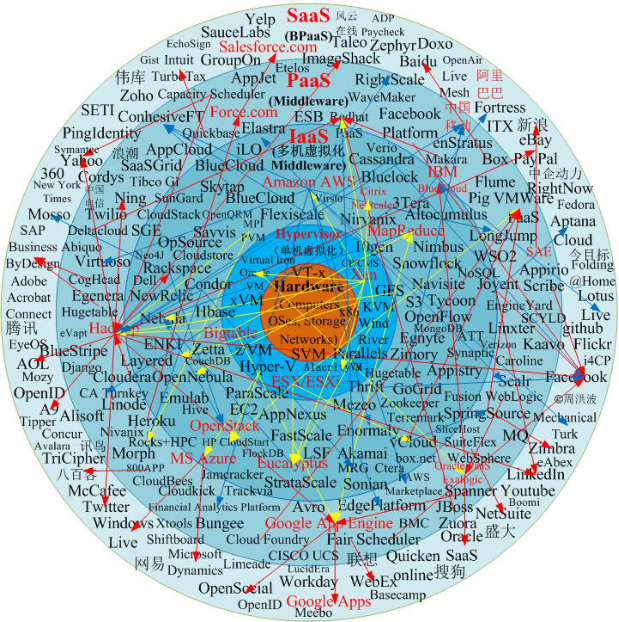 SaaS
风云
ADP
Yelp
(BPaaS)
在线
Paycheck
SauceLabs
Taleo
ZephyrDoxo
EchoSign
Salesforce.com
Gist
Intuit
GroupOn
Etelos
ImageShack
Baidu
OpenAir
伟库
TurboTax
AppJet
PaaS
RightScale
Live
阿里
Zoho
Capacity Scheduler
Mesh
巴巴
(Middleware)
WaveMaker
SETI
ConhesiveFT
Force.com
ESB
Redhat
Facebook
中国
Fortress
PingIdentity
Quickbase
Elastra
PaaS
Platform
移动
ITX
新浪
IaaS
Verio
enStratus
eBay
Symantec
浪潮
AppCloud
iLO
(多机虚拟化
Cassandra
Makara
Box
PayPal
Yahoo
SaaSGrid
BlueCloud
Middleware)
Bluelock
IBM
中企动力
360
Cordys
Tibco
Gi
Skytap
Amazon AWS
Citrix
BlueCloud
Flume
RightNow
New York
中国
SunGard
BlueCloud
3Tera
Pig
VMWare
Fedora
Times
电信
Ning
Nirvanix
Altocumulus
Aptana
Mosso
Twilio
CloudStack
OpenQRM
Flexiscale
MapReduce
LongJump
Cloud
SAP
Deltacloud
SGE
Savvis
MPI
PVM
Hypervisor
Nimbus
WSO2
SAE
今目标
Business
Abiquo
Neo4J
OpSource
(单机虚拟化)
Snowflock
NoSQL
Appirio
Folding
ByDesign
Virtuoso
Cloudstore
Virtual Iron
CP/CMS
@Home
CogHead
Rackspace
VT-x
Xen
Navisite
Joyent
Scribe
Adobe
Dell
Condor
Hardware
GFS
Lotus
Acrobat
Egenera
NewRelic
xVM
VM
(Computers
S3
Tycoon
EngineYard
Live
Connect
Hugetable
x86
KVM
OpenFlow
SCYLD
腾讯
Hadoop
Nebula
Hbase
OSes, Storage
Wind
MongoDB
Linxter
github
eVapt
Bigtable
River
Egnyte
ATT
Verizon
Kaavo
EyeOS
ENKI
Networks)
Flickr
BlueStripe
Zetta
zVM
SVM
Parallels
Zimory
Synaptic
Caroline
i4CP
AOL
Django
Layered
CouchDB
Hyper-V
Hugetable
Appistry
Facebook
Mozy
Cloudera
OpenNebula
ESX/ESXi
Thrift
GoGrid
Scalr
OpenID
CA
Turnkey
Emulab
ParaScale
Mezeo
Zookeeper
Fusion
WebLogic
©周洪波
AI
Alisoft
Linode
Hive
EC2
AppNexus
Terremark
SpringSource
Mechanical
Tipper
Heroku
OpenStack
Enormaly
vCloud
SliceHost
MQ
Turk
Concur
Nivanix
FastScale
SuiteFlex
Zimbra
Avalara
讯鸟
Rocks+
HPC
HP CloudStart
LSF
Akamai
box.net
WebSphere
eAbex
TriCipher
Morph
MS Azure
FlockDB
Eucalyptus
MRG
Ctera
Exalogic
LinkedIn
八百客
800APP
Jamcracker
StrataScale
Sonian
AWS
Spanner
Youtube
McCafee
CloudBees
Cloudkick
Trackvia
Marketplace
Boomi
Twitter
Financial Analytics Platform
Avro
EdgePlatform
JBoss
NetSuite
Windows
Xtools
Bungee
Google App Engine
BMC
Zuora
盛大
Live
Shiftboard
Cloud Foundry
Fair Scheduler
Oracle
Microsoft
CISCO UCS
联想
Quicken
SaaS
网易
Dynamics
Limeade
LucidEra
online
搜狗
OpenSocial
Workday
WebEx
OpenID
Google Apps
Basecamp
Meebo